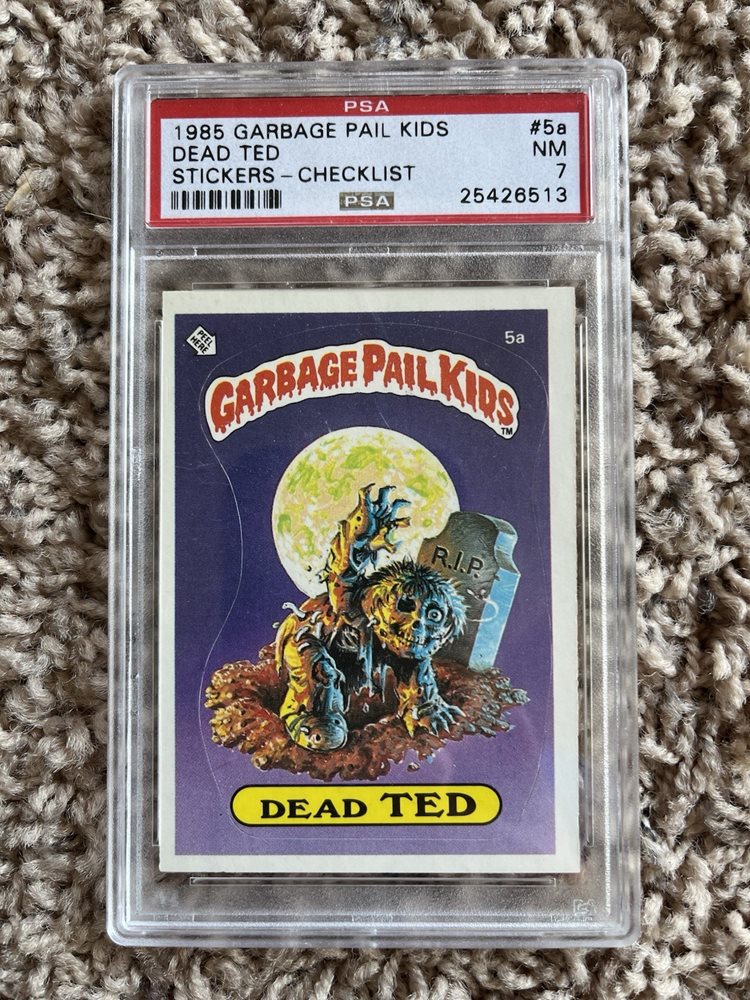 PSA
1985 GARBAGE PAIL KIDS #5a
DEAD TED NM
STICKERS - CHECKLIST 7
PSA 25426513
PEEL HERE
5a
GARBAGE PAIL KIDS
TM
R.I.P.
DEAD TED